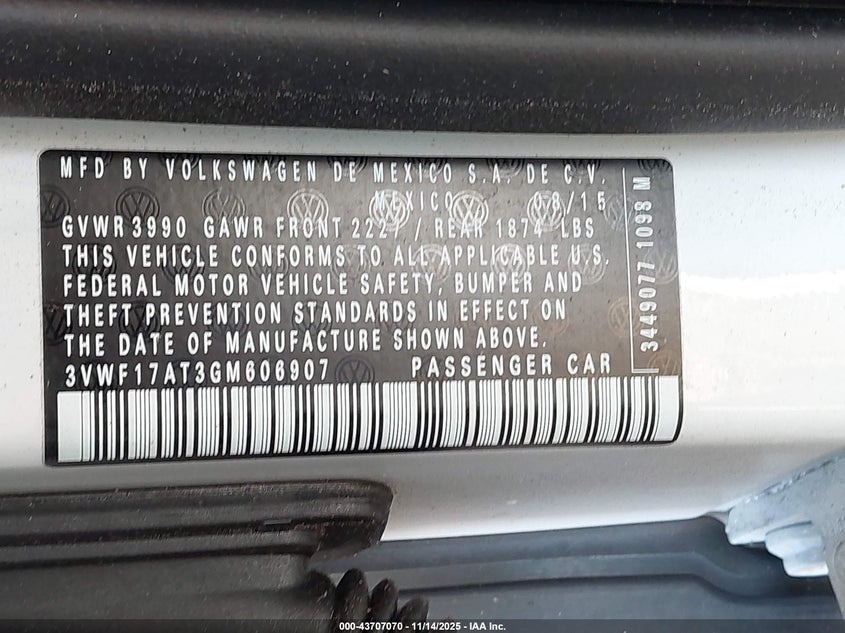 MFD BY VOLKSWAGEN DE MEXICO S.A. DE C.V.
MEXICO 08/15
GVWR 3990 GAWR FRONT 2227 / REAR 1874 LBS
THIS VEHICLE CONFORMS TO ALL APPLICABLE U.S.
FEDERAL MOTOR VEHICLE SAFETY, BUMPER AND
THEFT PREVENTION STANDARDS IN EFFECT ON
THE DATE OF MANUFACTURE SHOWN ABOVE.
3VWF17AT3GM606907 PASSENGER CAR
3449077 1098 M
000-43707070 | 11/14/2025 - IAA Inc.